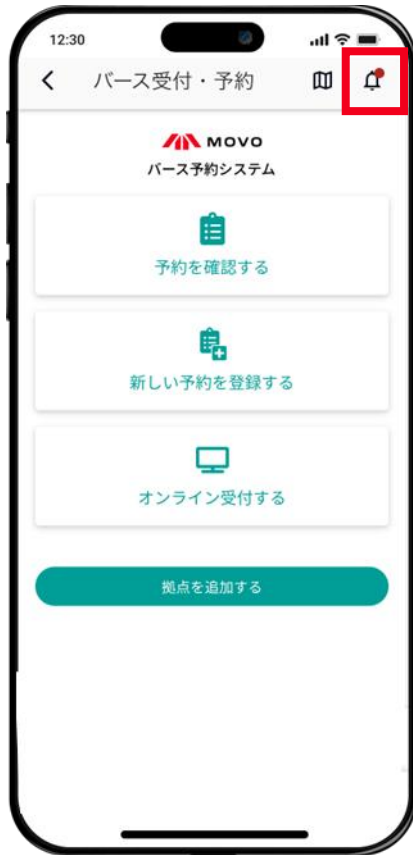 12:30
バース受付・予約
MOVO
バース予約システム
予約を確認する
新しい予約を登録する
オンライン受付する
拠点を追加する